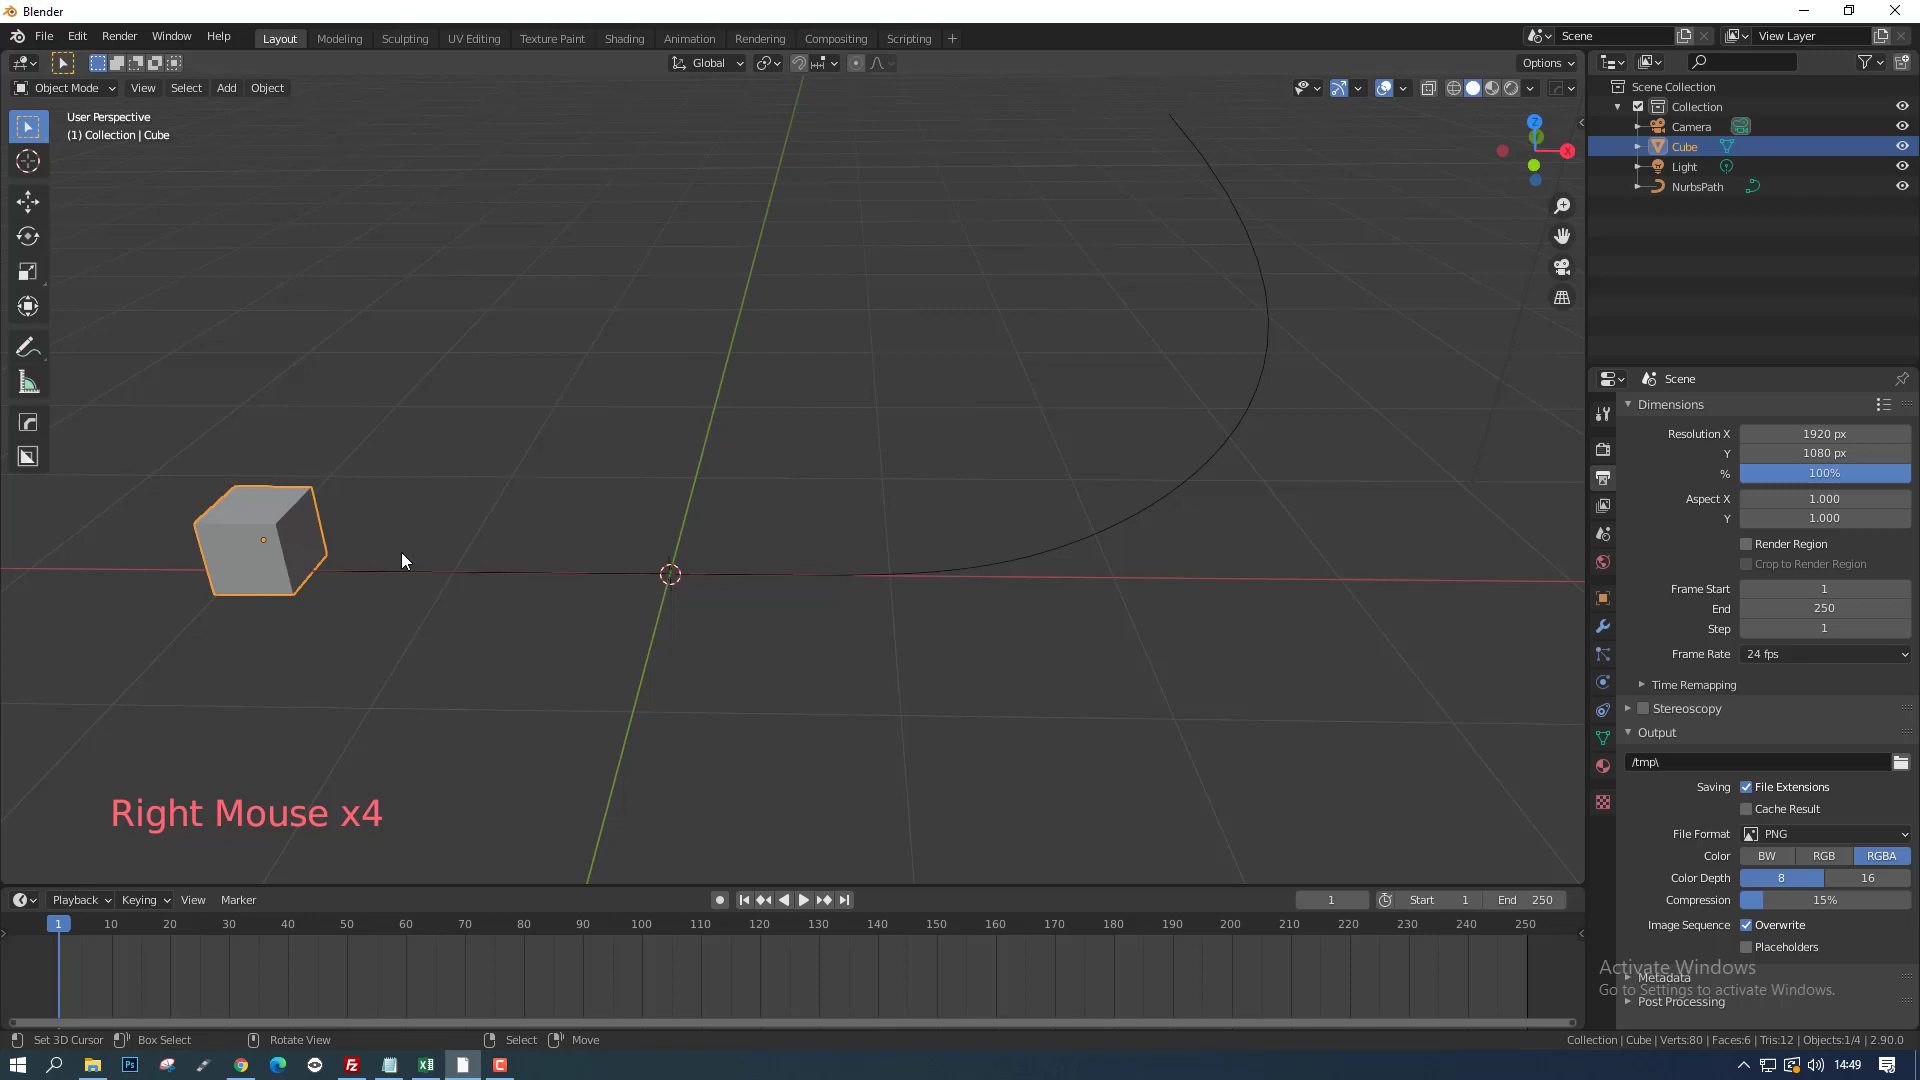 Blender
File Edit Render Window Help
Layout Modeling Sculpting UV Editing Texture Paint Shading Animation Rendering Compositing Scripting
Scene
View Layer
Global
Options
Object Mode View Select Add Object
User Perspective
(1) Collection | Cube
Z
X
Scene Collection
Collection
Camera
Cube
Light
NurbsPath
Scene
Dimensions
Resolution X 1920 px
Y 1080 px
% 100%
Aspect X 1.000
Y 1.000
Render Region
Crop to Render Region
Frame Start 1
End 250
Step 1
Frame Rate 24 fps
Time Remapping
Stereoscopy
Output
/tmp\
Saving File Extensions
Cache Result
File Format PNG
Color BW RGB RGBA
Color Depth 8 16
Compression 15%
Image Sequence Overwrite
Placeholders
Metadata
Post Processing
Activate Windows
Go to Settings to activate Windows.
Right Mouse x4
Playback Keying View Marker
1 Start 1 End 250
1 10 20 30 40 50 60 70 80 90 100 110 120 130 140 150 160 170 180 190 200 210 220 230 240 250
Set 3D Cursor Box Select Rotate View Select Move
Collection | Cube | Verts:80 | Faces:6 | Tris:12 | Objects:1/4 | 2.90.0
Ps
Fz
14:49